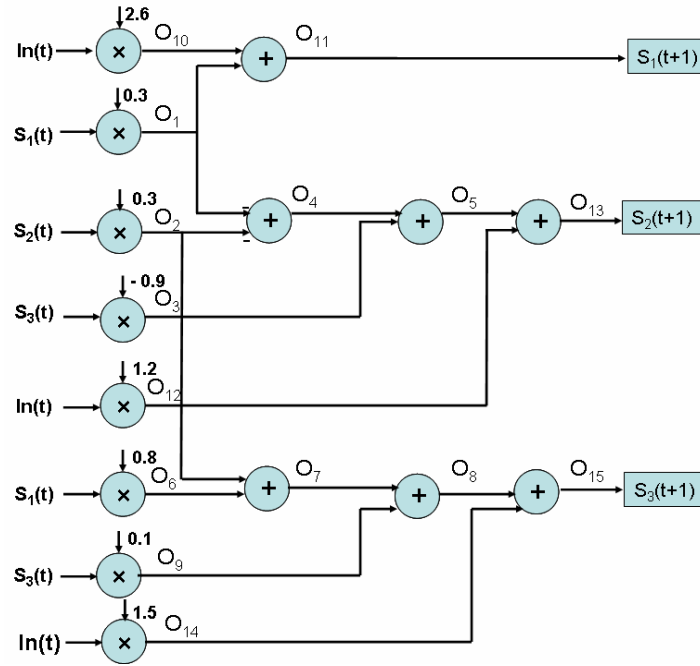 2.6
In(t) × O10 + O11 S1(t+1)
0.3
S1(t) × O1
0.3
S2(t) × O2 - - + O4 + O5 + O13 S2(t+1)
- 0.9
S3(t) × O3
1.2
In(t) × O12
0.8
S1(t) × O6 + O7 + O8 + O15 S3(t+1)
0.1
S3(t) × O9
1.5
In(t) × O14